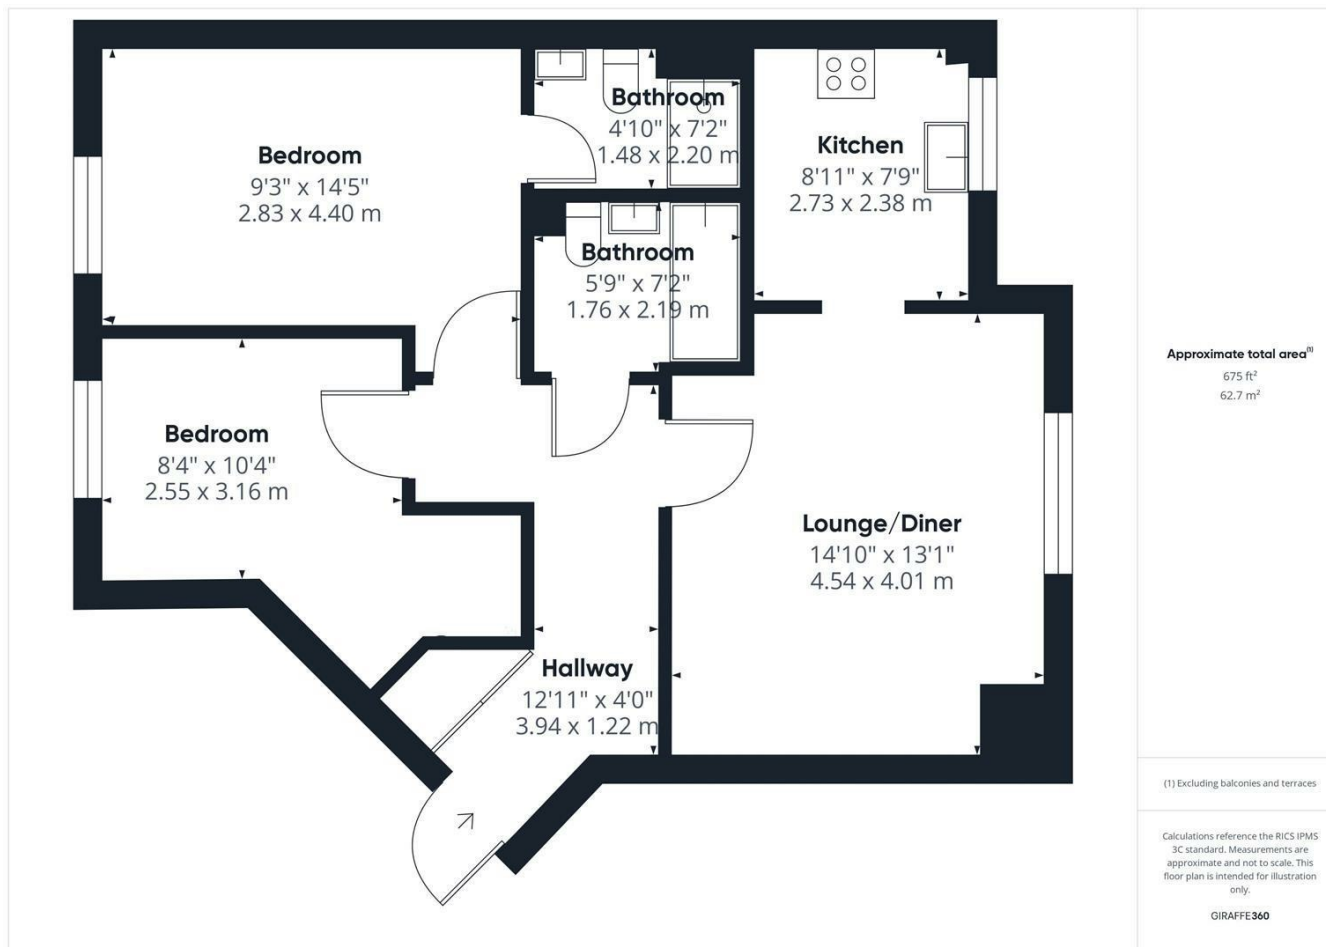 Bedroom
9'3" x 14'5"
2.83 x 4.40 m
Bathroom
4'10" x 7'2"
1.48 x 2.20 m
Kitchen
8'11" x 7'9"
2.73 x 2.38 m
Bathroom
5'9" x 7'2"
1.76 x 2.19 m
Bedroom
8'4" x 10'4"
2.55 x 3.16 m
Lounge/Diner
14'10" x 13'1"
4.54 x 4.01 m
Hallway
12'11" x 4'0"
3.94 x 1.22 m
Approximate total area(1)
675 ft²
62.7 m²
(1) Excluding balconies and terraces
Calculations reference the RICS IPMS
3C standard. Measurements are
approximate and not to scale. This
floor plan is intended for illustration
only.
GIRAFFE360